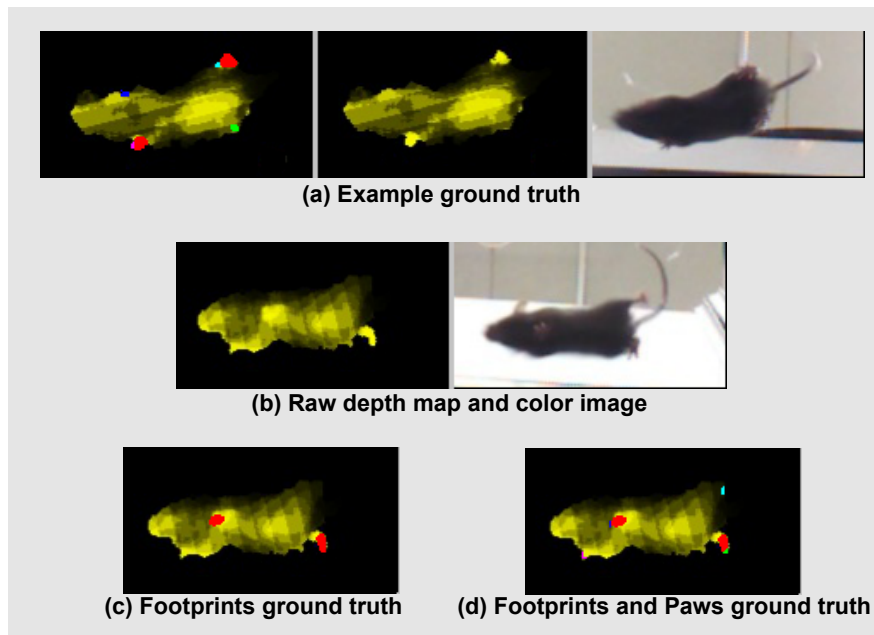 (a) Example ground truth
(b) Raw depth map and color image
(c) Footprints ground truth
(d) Footprints and Paws ground truth